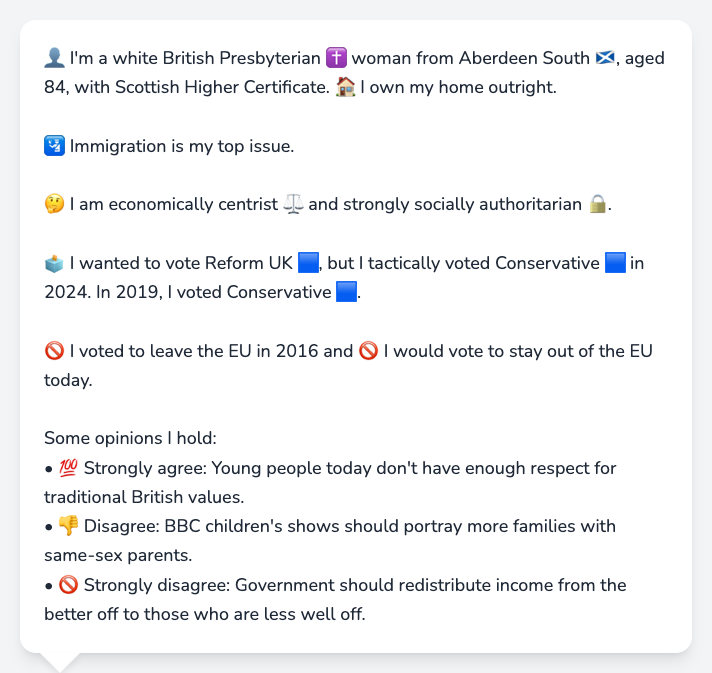 👤 I'm a white British Presbyterian ✝️ woman from Aberdeen South 🏴󠁧󠁢󠁳󠁣󠁴󠁿, aged
84, with Scottish Higher Certificate. 🏠 I own my home outright.
🛂 Immigration is my top issue.
🤔 I am economically centrist ⚖️ and strongly socially authoritarian 🔒.
🗳️ I wanted to vote Reform UK 🟦, but I tactically voted Conservative 🟦 in
2024. In 2019, I voted Conservative 🟦.
🚫 I voted to leave the EU in 2016 and 🚫 I would vote to stay out of the EU
today.
Some opinions I hold:
• 💯 Strongly agree: Young people today don't have enough respect for
traditional British values.
• 👎 Disagree: BBC children's shows should portray more families with
same-sex parents.
• 🚫 Strongly disagree: Government should redistribute income from the
better off to those who are less well off.